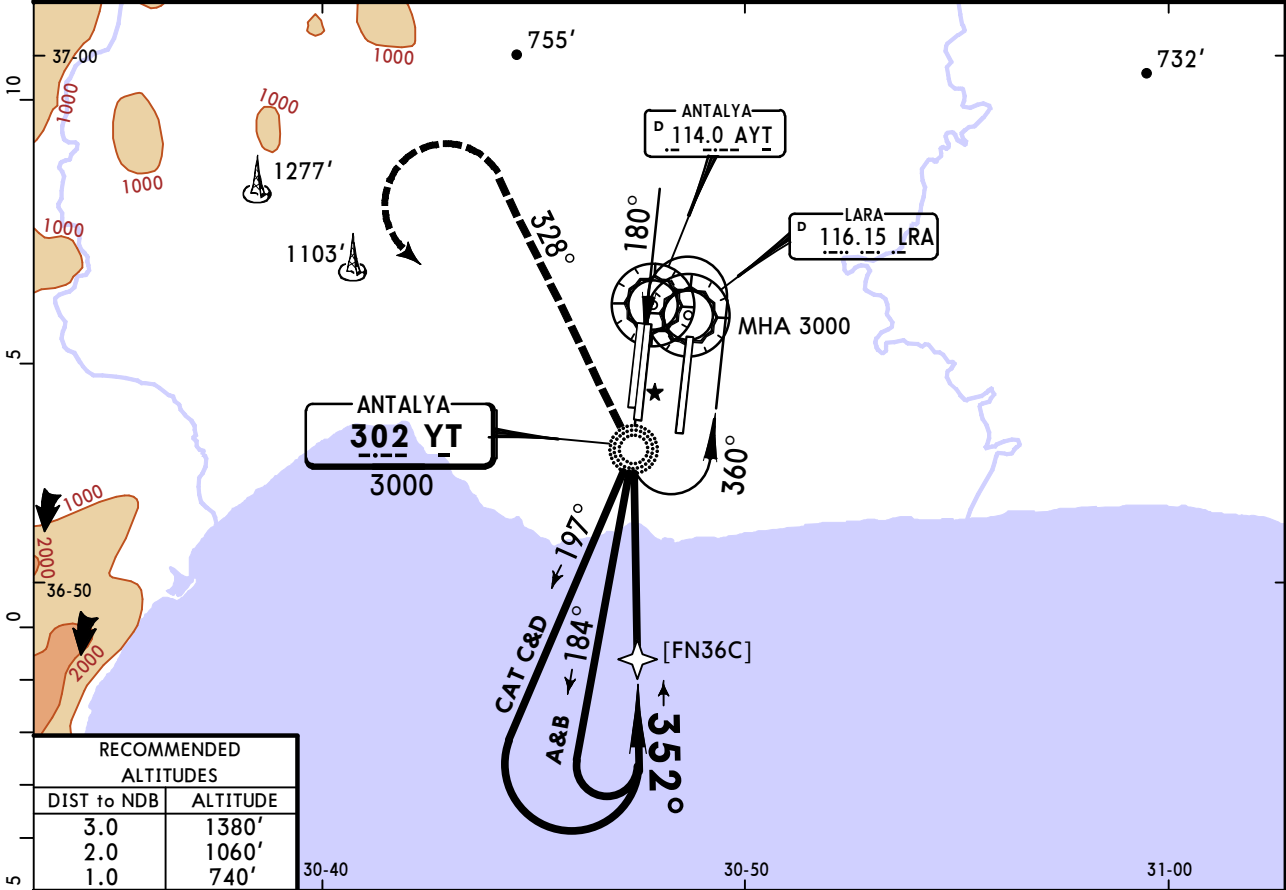 755'
732'
37-00
1000
1000
10
1000
1000
ANTALYA
D 114.0 AYT
1277'
1000
180°
LARA
D 116.15 LRA
328°
1103'
MHA 3000
5
ANTALYA
302 YT
3000
360°
1000
197°
2000
36-50
0
184°
[FN36C]
2000
CAT C&D
A&B
352°
RECOMMENDED
ALTITUDES
DIST to NDB ALTITUDE
3.0 1380'
2.0 1060'
1.0 740'
30-40
30-50
31-00
5